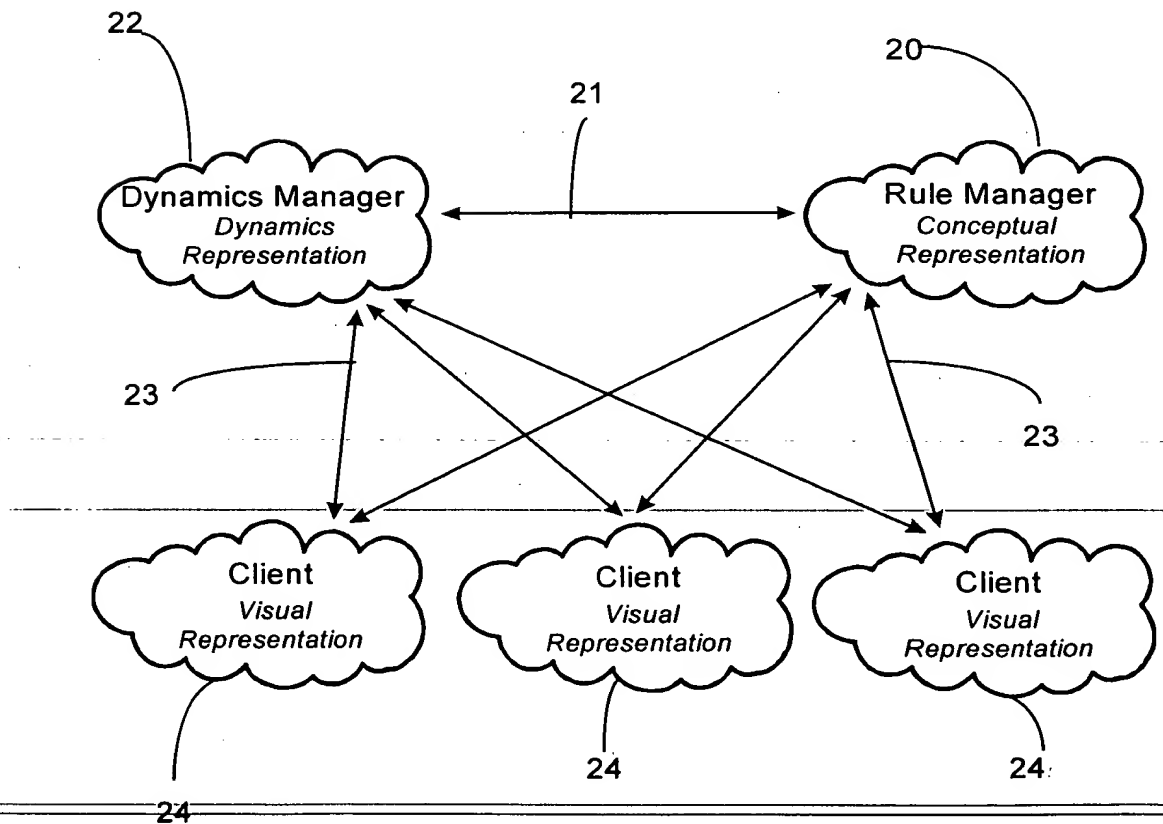 22
20
21
Dynamics Manager
Dynamics
Representation
Rule Manager
Conceptual
Representation
23
23
Client
Visual
Representation
Client
Visual
Representation
Client
Visual
Representation
24
24
24